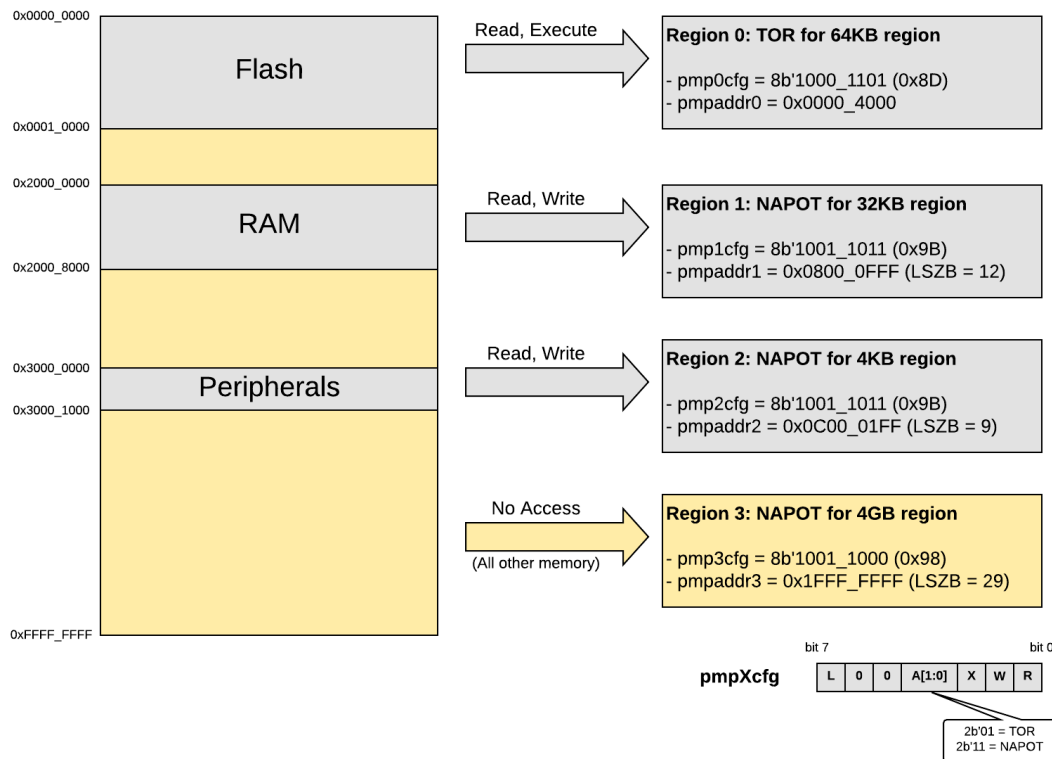 0x0000_0000
Flash
0x0001_0000
0x2000_0000
RAM
0x2000_8000
0x3000_0000
Peripherals
0x3000_1000
0xFFFF_FFFF
Read, Execute
Region 0: TOR for 64KB region
- pmp0cfg = 8b'1000_1101 (0x8D)
- pmpaddr0 = 0x0000_4000
Read, Write
Region 1: NAPOT for 32KB region
- pmp1cfg = 8b'1001_1011 (0x9B)
- pmpaddr1 = 0x0800_0FFF (LSZB = 12)
Read, Write
Region 2: NAPOT for 4KB region
- pmp2cfg = 8b'1001_1011 (0x9B)
- pmpaddr2 = 0x0C00_01FF (LSZB = 9)
No Access
(All other memory)
Region 3: NAPOT for 4GB region
- pmp3cfg = 8b'1001_1000 (0x98)
- pmpaddr3 = 0x1FFF_FFFF (LSZB = 29)
bit 7 bit 0
pmpXcfg L 0 0 A[1:0] X W R
2b'01 = TOR
2b'11 = NAPOT